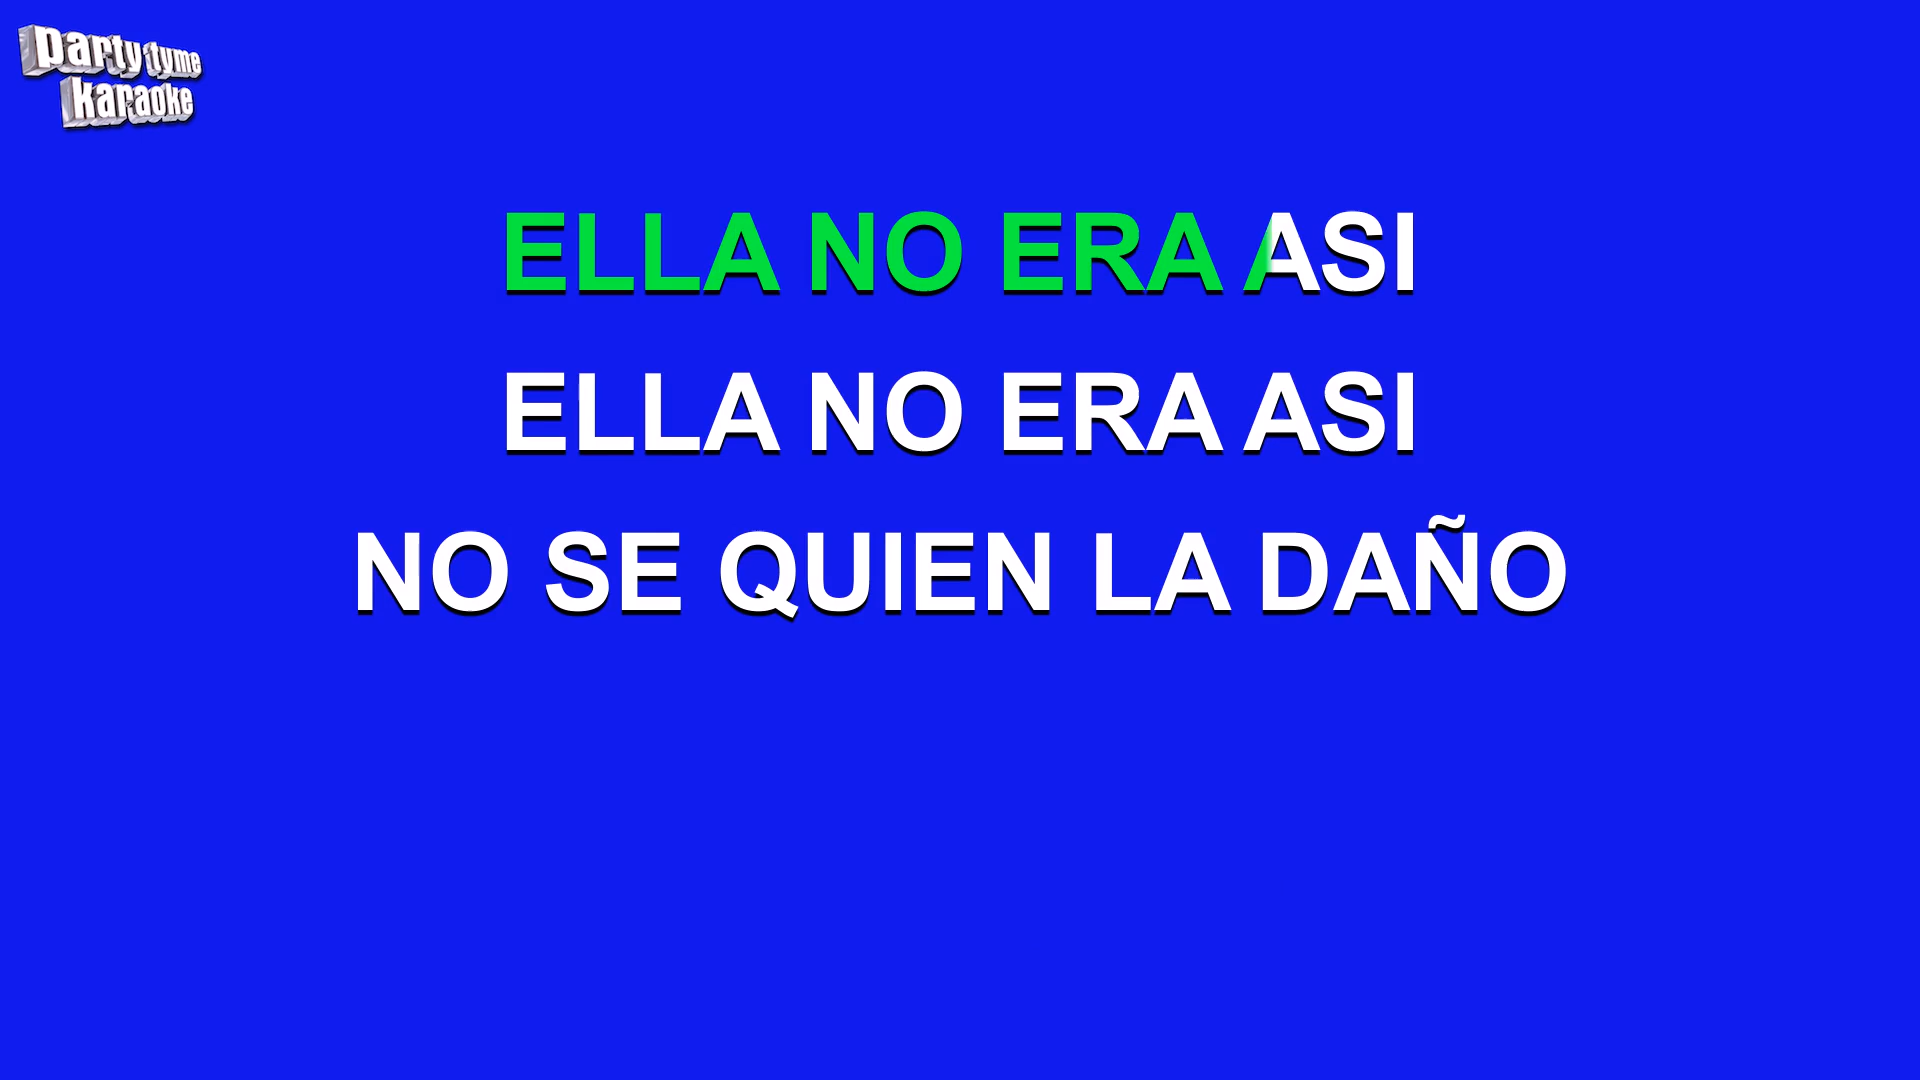 party tyme
karaoke
ELLA NO ERA ASI
ELLA NO ERA ASI
NO SE QUIEN LA DAÑO